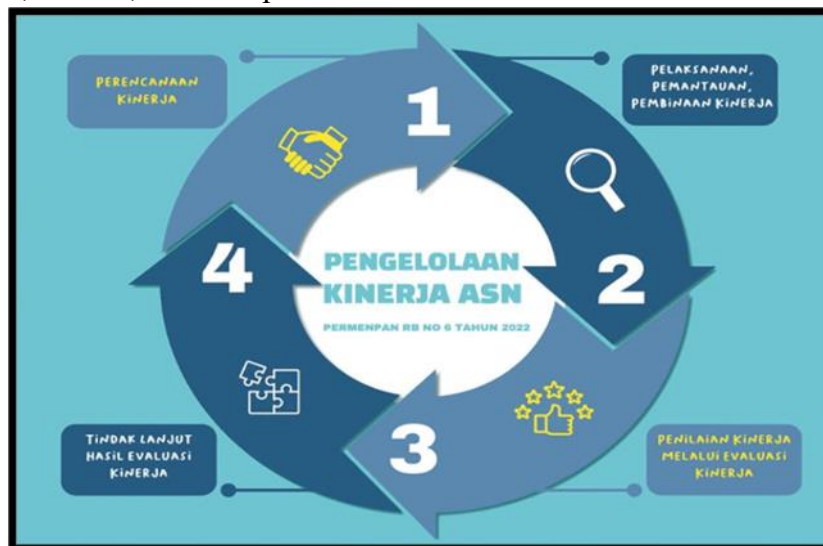 PERENCANAAN
KINERJA
1
PELAKSANAAN,
PEMANTAUAN,
PEMBINAAN KINERJA
2
PENGELOLAAN
KINERJA ASN
PERMENPAN RB NO 6 TAHUN 2022
4
3
TINDAK LANJUT
HASIL EVALUASI
KINERJA
PENILAIAN KINERJA
MELALUI EVALUASI
KINERJA